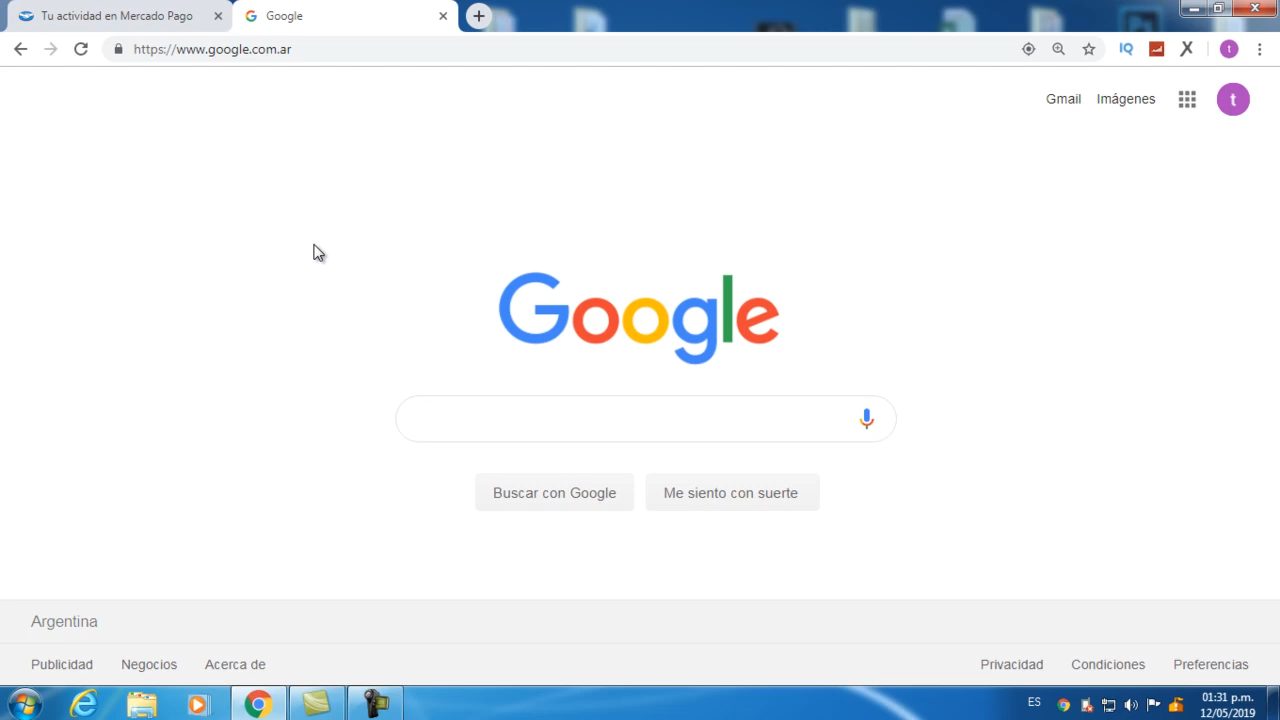 Tu actividad en Mercado Pago
Google
https://www.google.com.ar
IQ
t
Gmail
Imágenes
t
Google
Buscar con Google
Me siento con suerte
Argentina
Publicidad
Negocios
Acerca de
Privacidad
Condiciones
Preferencias
ES
01:31 p.m.
12/05/2019